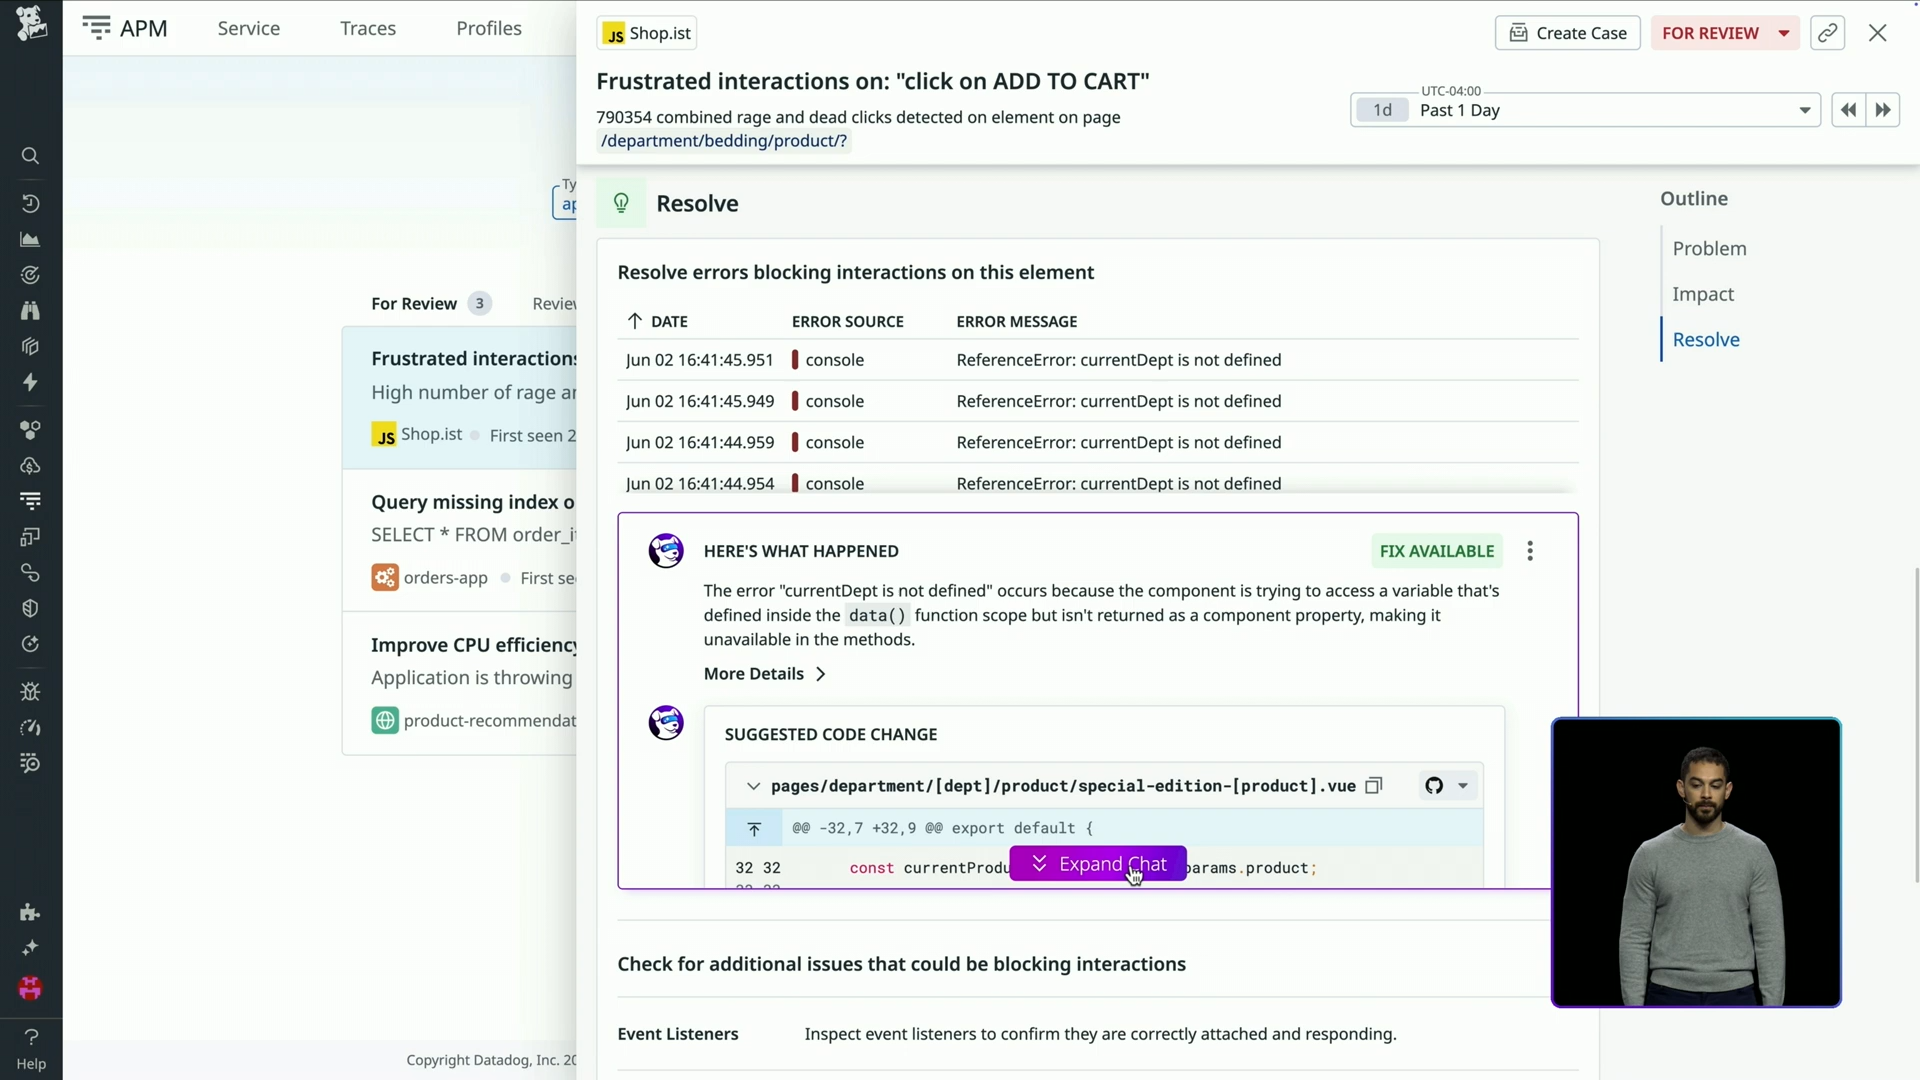 APM
Service
Traces
Profiles
JS Shop.ist
Create Case
FOR REVIEW
Frustrated interactions on: "click on ADD TO CART"
790354 combined rage and dead clicks detected on element on page
/department/bedding/product/?
UTC-04:00
1d Past 1 Day
Ty
ap
For Review 3
Review
Frustrated interactions
High number of rage an
JS Shop.ist First seen 2
Query missing index o
SELECT * FROM order_it
orders-app First se
Improve CPU efficiency
Application is throwing
product-recommendat
Copyright Datadog, Inc. 20
Help
Resolve
Resolve errors blocking interactions on this element
DATE ERROR SOURCE ERROR MESSAGE
Jun 02 16:41:45.951 console ReferenceError: currentDept is not defined
Jun 02 16:41:45.949 console ReferenceError: currentDept is not defined
Jun 02 16:41:44.959 console ReferenceError: currentDept is not defined
Jun 02 16:41:44.954 console ReferenceError: currentDept is not defined
HERE'S WHAT HAPPENED
FIX AVAILABLE
The error "currentDept is not defined" occurs because the component is trying to access a variable that's
defined inside the data() function scope but isn't returned as a component property, making it
unavailable in the methods.
More Details
SUGGESTED CODE CHANGE
pages/department/[dept]/product/special-edition-[product].vue
@@ -32,7 +32,9 @@ export default {
32 32 const currentProdu
params.product;
Expand Chat
Check for additional issues that could be blocking interactions
Event Listeners Inspect event listeners to confirm they are correctly attached and responding.
Outline
Problem
Impact
Resolve